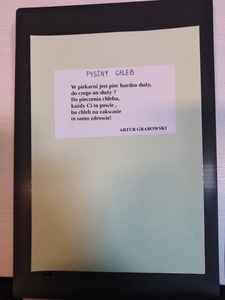 PYSZNY CHLEB
W piekarni jest piec bardzo duży,
do czego on służy ?
Do pieczenia chleba,
każdy Ci to powie ,
bo chleb na zakwasie
to samo zdrowie!
ARTUR GRABOWSKI